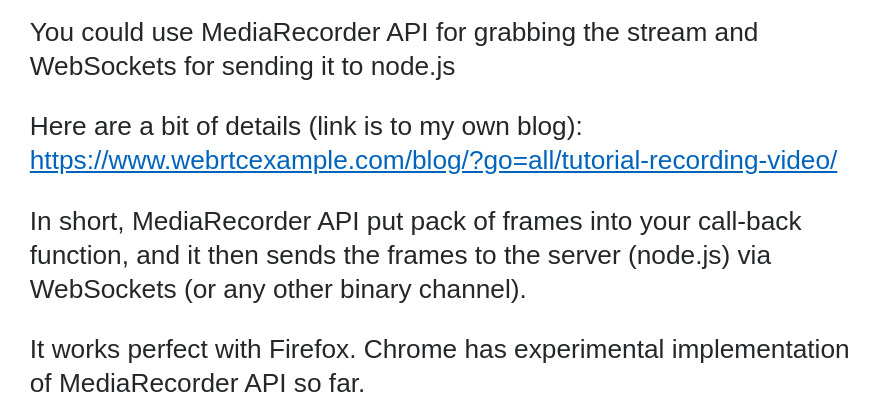 You could use MediaRecorder API for grabbing the stream and
WebSockets for sending it to node.js
Here are a bit of details (link is to my own blog):
https://www.webrtcexample.com/blog/?go=all/tutorial-recording-video/
In short, MediaRecorder API put pack of frames into your call-back
function, and it then sends the frames to the server (node.js) via
WebSockets (or any other binary channel).
It works perfect with Firefox. Chrome has experimental implementation
of MediaRecorder API so far.